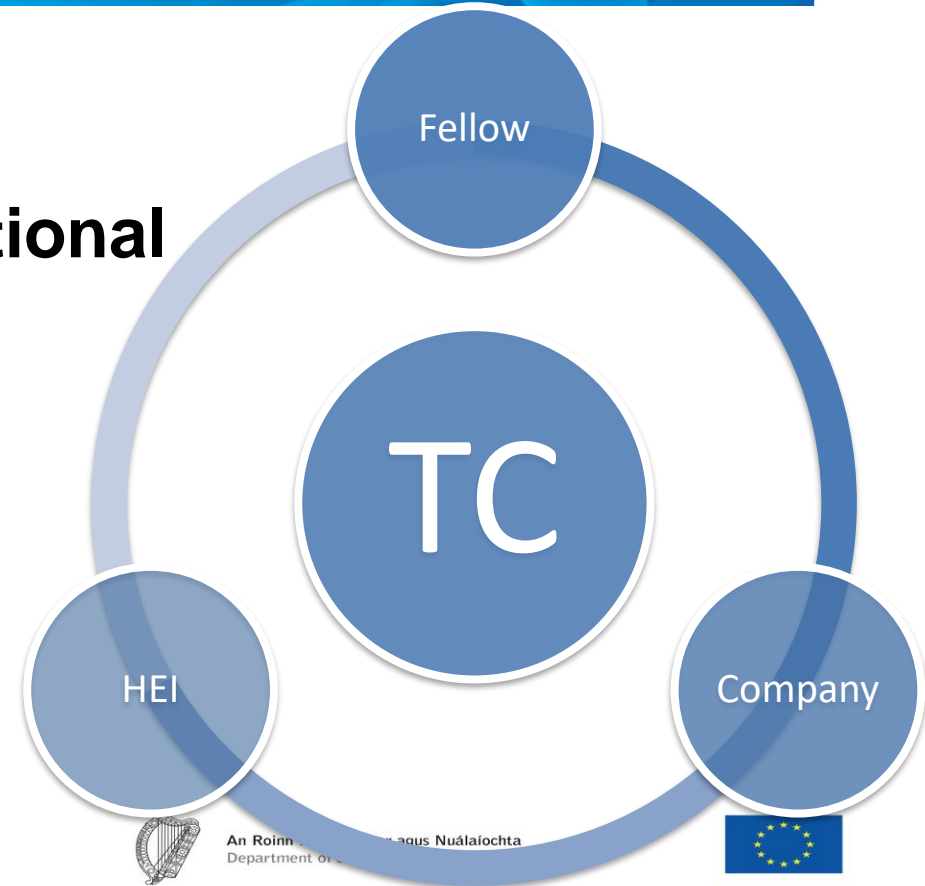 Fellow
tional
TC
HEI
Company
An Roinn agus Nuálaíochta
Department of